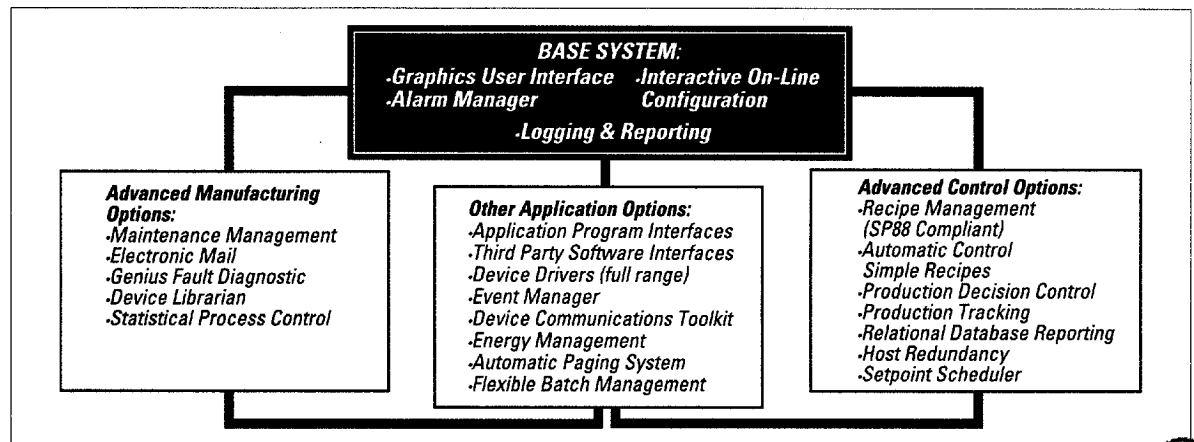 BASE SYSTEM:
·Graphics User Interface ·Interactive On-Line
·Alarm Manager Configuration
·Logging & Reporting
Advanced Manufacturing
Options:
·Maintenance Management
·Electronic Mail
·Genius Fault Diagnostic
·Device Librarian
·Statistical Process Control
Other Application Options:
·Application Program Interfaces
·Third Party Software Interfaces
·Device Drivers (full range)
·Event Manager
·Device Communications Toolkit
·Energy Management
·Automatic Paging System
·Flexible Batch Management
Advanced Control Options:
·Recipe Management
(SP88 Compliant)
·Automatic Control
Simple Recipes
·Production Decision Control
·Production Tracking
·Relational Database Reporting
·Host Redundancy
·Setpoint Scheduler